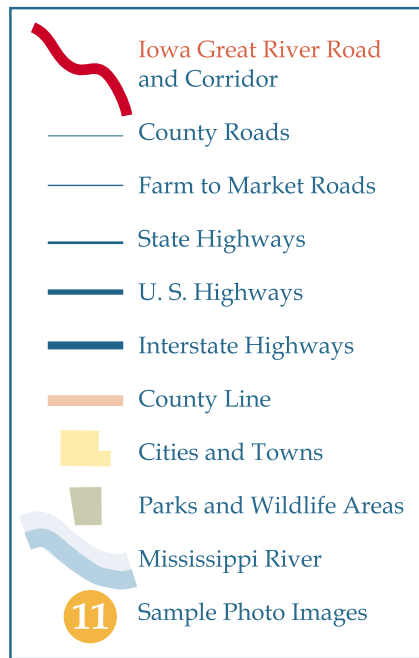 Iowa Great River Road
and Corridor
County Roads
Farm to Market Roads
State Highways
U. S. Highways
Interstate Highways
County Line
Cities and Towns
Parks and Wildlife Areas
Mississippi River
11 Sample Photo Images